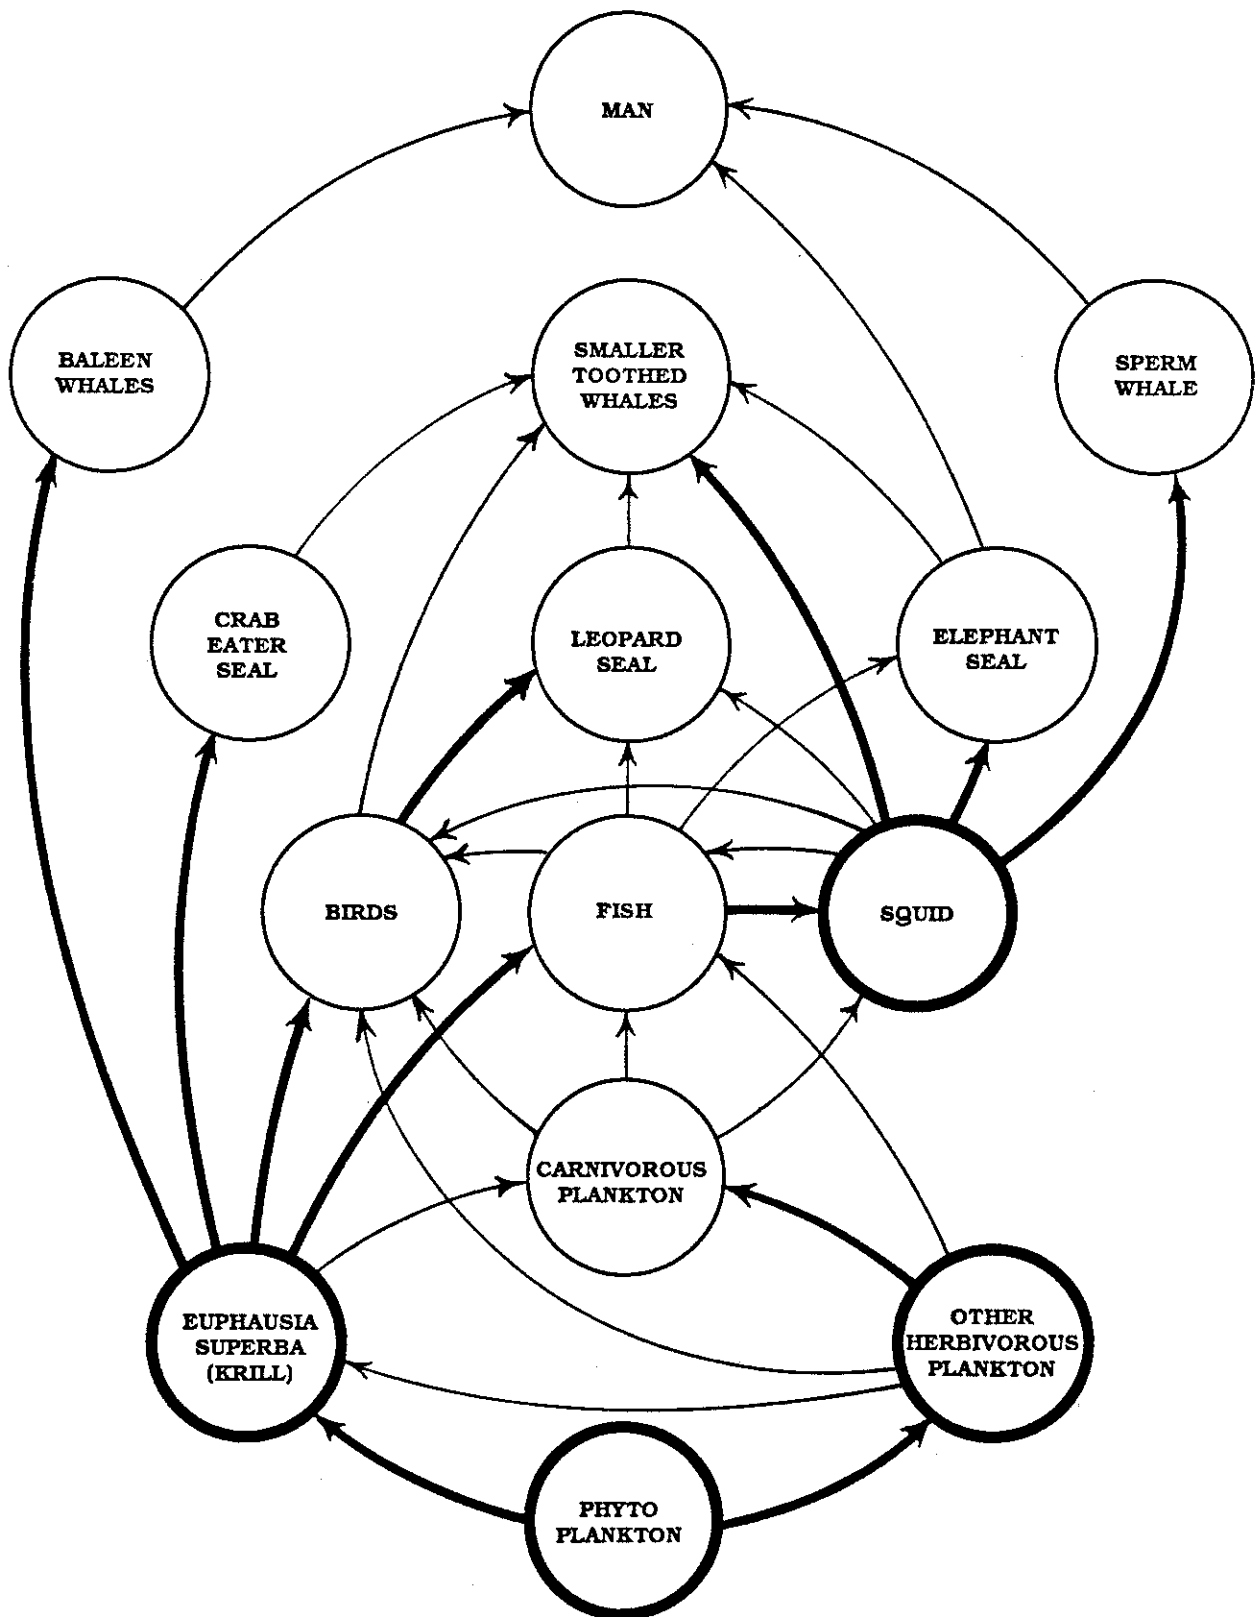 MAN
BALEEN
WHALES
SMALLER
TOOTHED
WHALES
SPERM
WHALE
CRAB
EATER
SEAL
LEOPARD
SEAL
ELEPHANT
SEAL
BIRDS
FISH
SQUID
CARNIVOROUS
PLANKTON
EUPHAUSIA
SUPERBA
(KRILL)
OTHER
HERBIVOROUS
PLANKTON
PHYTO
PLANKTON